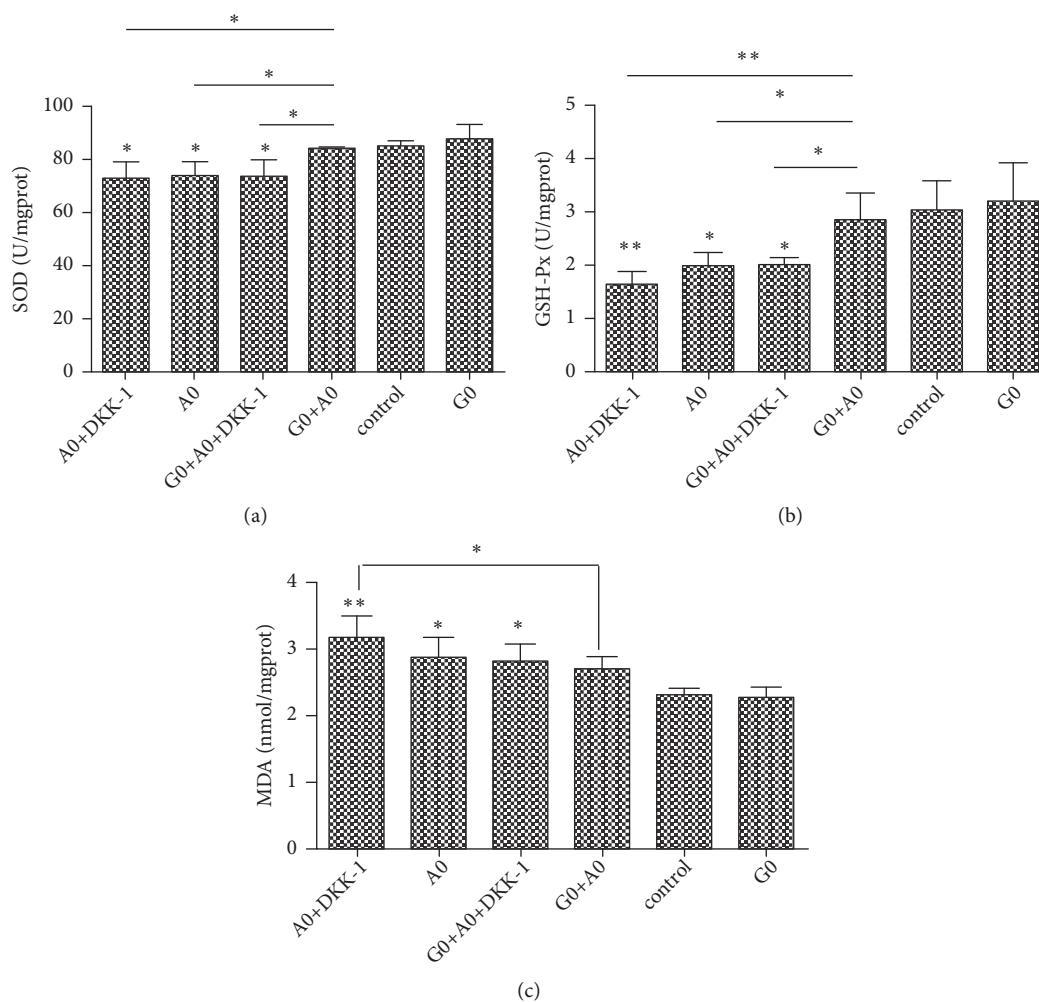 *
*
*
100
80
60
40
20
0
SOD (U/mgprot)
* * *
A0+DKK-1
A0
G0+A0+DKK-1
G0+A0
control
G0
(a)
**
*
*
5
4
3
2
1
0
GSH-Px (U/mgprot)
** * *
A0+DKK-1
A0
G0+A0+DKK-1
G0+A0
control
G0
(b)
*
4
3
2
1
0
MDA (nmol/mgprot)
** * *
A0+DKK-1
A0
G0+A0+DKK-1
G0+A0
control
G0
(c)